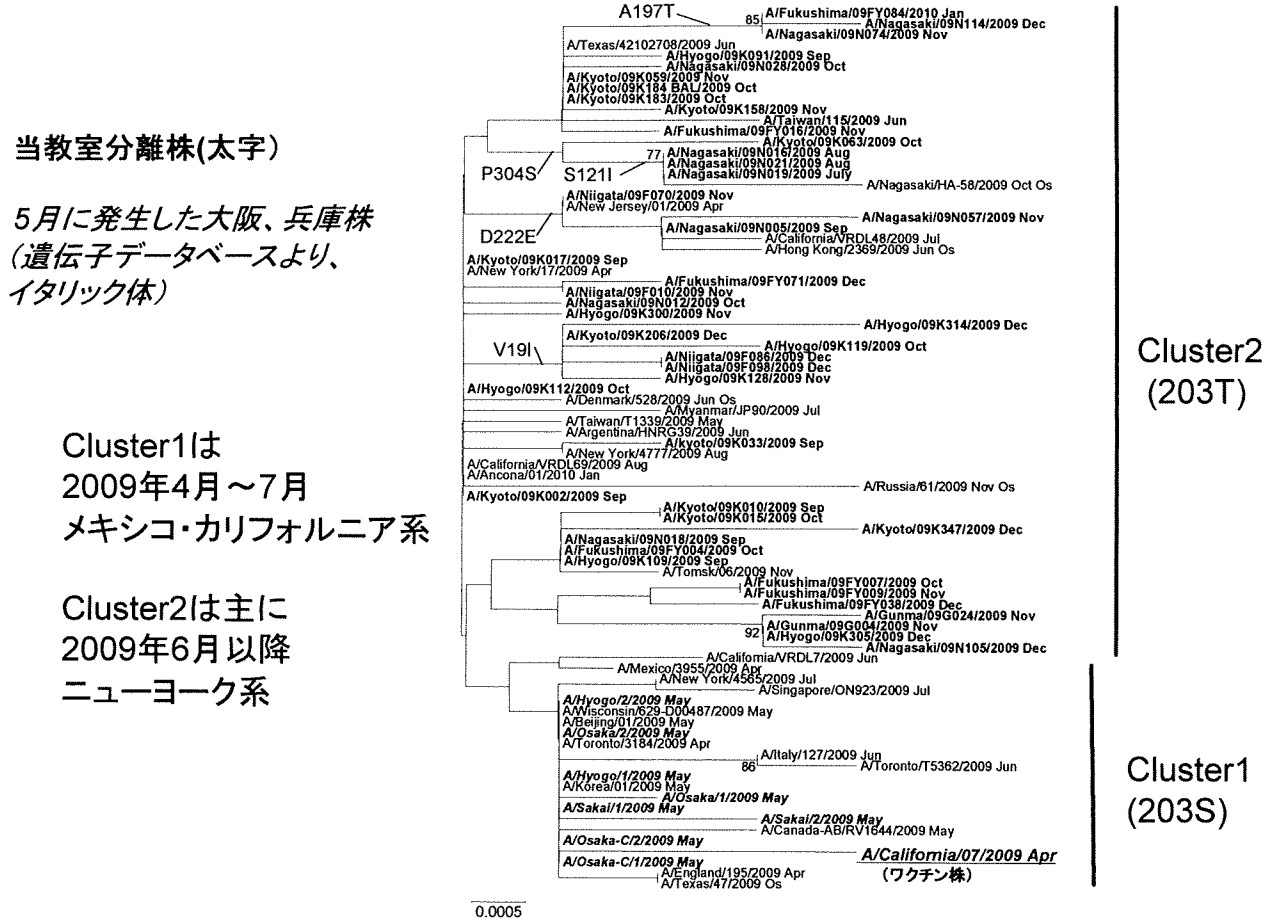 当教室分離株(太字)
5月に発生した大阪、兵庫株
(遺伝子データベースより、
イタリック体)
Cluster1は
2009年4月～7月
メキシコ・カリフォルニア系
Cluster2は主に
2009年6月以降
ニューヨーク系
A197T
85
A/Fukushima/09FY084/2010 Jan
A/Nagasaki/09N114/2009 Dec
A/Nagasaki/09N074/2009 Nov
A/Texas/42102708/2009 Jun
A/Hyogo/09K091/2009 Sep
A/Nagasaki/09N028/2009 Oct
A/Kyoto/09K059/2009 Nov
A/Kyoto/09K184 BAL/2009 Oct
A/Kyoto/09K183/2009 Oct
A/Kyoto/09K158/2009 Nov
A/Taiwan/115/2009 Jun
A/Fukushima/09FY016/2009 Nov
A/Kyoto/09K063/2009 Oct
P304S
S121I
77
A/Nagasaki/09N016/2009 Aug
A/Nagasaki/09N021/2009 Aug
A/Nagasaki/09N019/2009 July
A/Nagasaki/HA-58/2009 Oct Os
D222E
A/Niigata/09F070/2009 Nov
A/New Jersey/01/2009 Apr
A/Nagasaki/09N057/2009 Nov
A/Nagasaki/09N005/2009 Sep
A/California/VRDL48/2009 Jul
A/Hong Kong/2369/2009 Jun Os
A/Kyoto/09K017/2009 Sep
A/New York/17/2009 Apr
A/Fukushima/09FY071/2009 Dec
A/Niigata/09F010/2009 Nov
A/Nagasaki/09N012/2009 Oct
A/Hyogo/09K300/2009 Nov
V19I
A/Hyogo/09K314/2009 Dec
A/Kyoto/09K206/2009 Dec
A/Hyogo/09K119/2009 Oct
A/Niigata/09F086/2009 Dec
A/Niigata/09F098/2009 Dec
A/Hyogo/09K128/2009 Nov
A/Hyogo/09K112/2009 Oct
A/Denmark/528/2009 Jun Os
A/Myanmar/JP90/2009 Jul
A/Taiwan/T1339/2009 May
A/Argentina/HNRG39/2009 Jun
A/kyoto/09K033/2009 Sep
A/New York/4777/2009 Aug
A/California/VRDL69/2009 Aug
A/Ancona/01/2010 Jan
A/Russia/61/2009 Nov Os
A/Kyoto/09K002/2009 Sep
A/Kyoto/09K010/2009 Sep
A/Kyoto/09K015/2009 Oct
A/Kyoto/09K347/2009 Dec
A/Nagasaki/09N018/2009 Sep
A/Fukushima/09FY004/2009 Oct
A/Hyogo/09K109/2009 Sep
A/Tomsk/06/2009 Nov
A/Fukushima/09FY007/2009 Oct
A/Fukushima/09FY009/2009 Nov
A/Fukushima/09FY038/2009 Dec
92
A/Gunma/09G024/2009 Nov
A/Gunma/09G004/2009 Nov
A/Hyogo/09K305/2009 Dec
A/Nagasaki/09N105/2009 Dec
Cluster2
(203T)
A/California/VRDL7/2009 Jun
A/Mexico/3955/2009 Apr
A/New York/4565/2009 Jul
A/Singapore/ON923/2009 Jul
A/Hyogo/2/2009 May
A/Wisconsin/629-D00487/2009 May
A/Beijing/01/2009 May
A/Osaka/2/2009 May
A/Toronto/3184/2009 Apr
86
A/Italy/127/2009 Jun
A/Toronto/T5362/2009 Jun
A/Hyogo/1/2009 May
A/Korea/01/2009 May
A/Osaka/1/2009 May
A/Sakai/1/2009 May
A/Sakai/2/2009 May
A/Canada-AB/RV1644/2009 May
A/Osaka-C/2/2009 May
A/California/07/2009 Apr
(ワクチン株)
A/Osaka-C/1/2009 May
A/England/195/2009 Apr
A/Texas/47/2009 Os
Cluster1
(203S)
0.0005